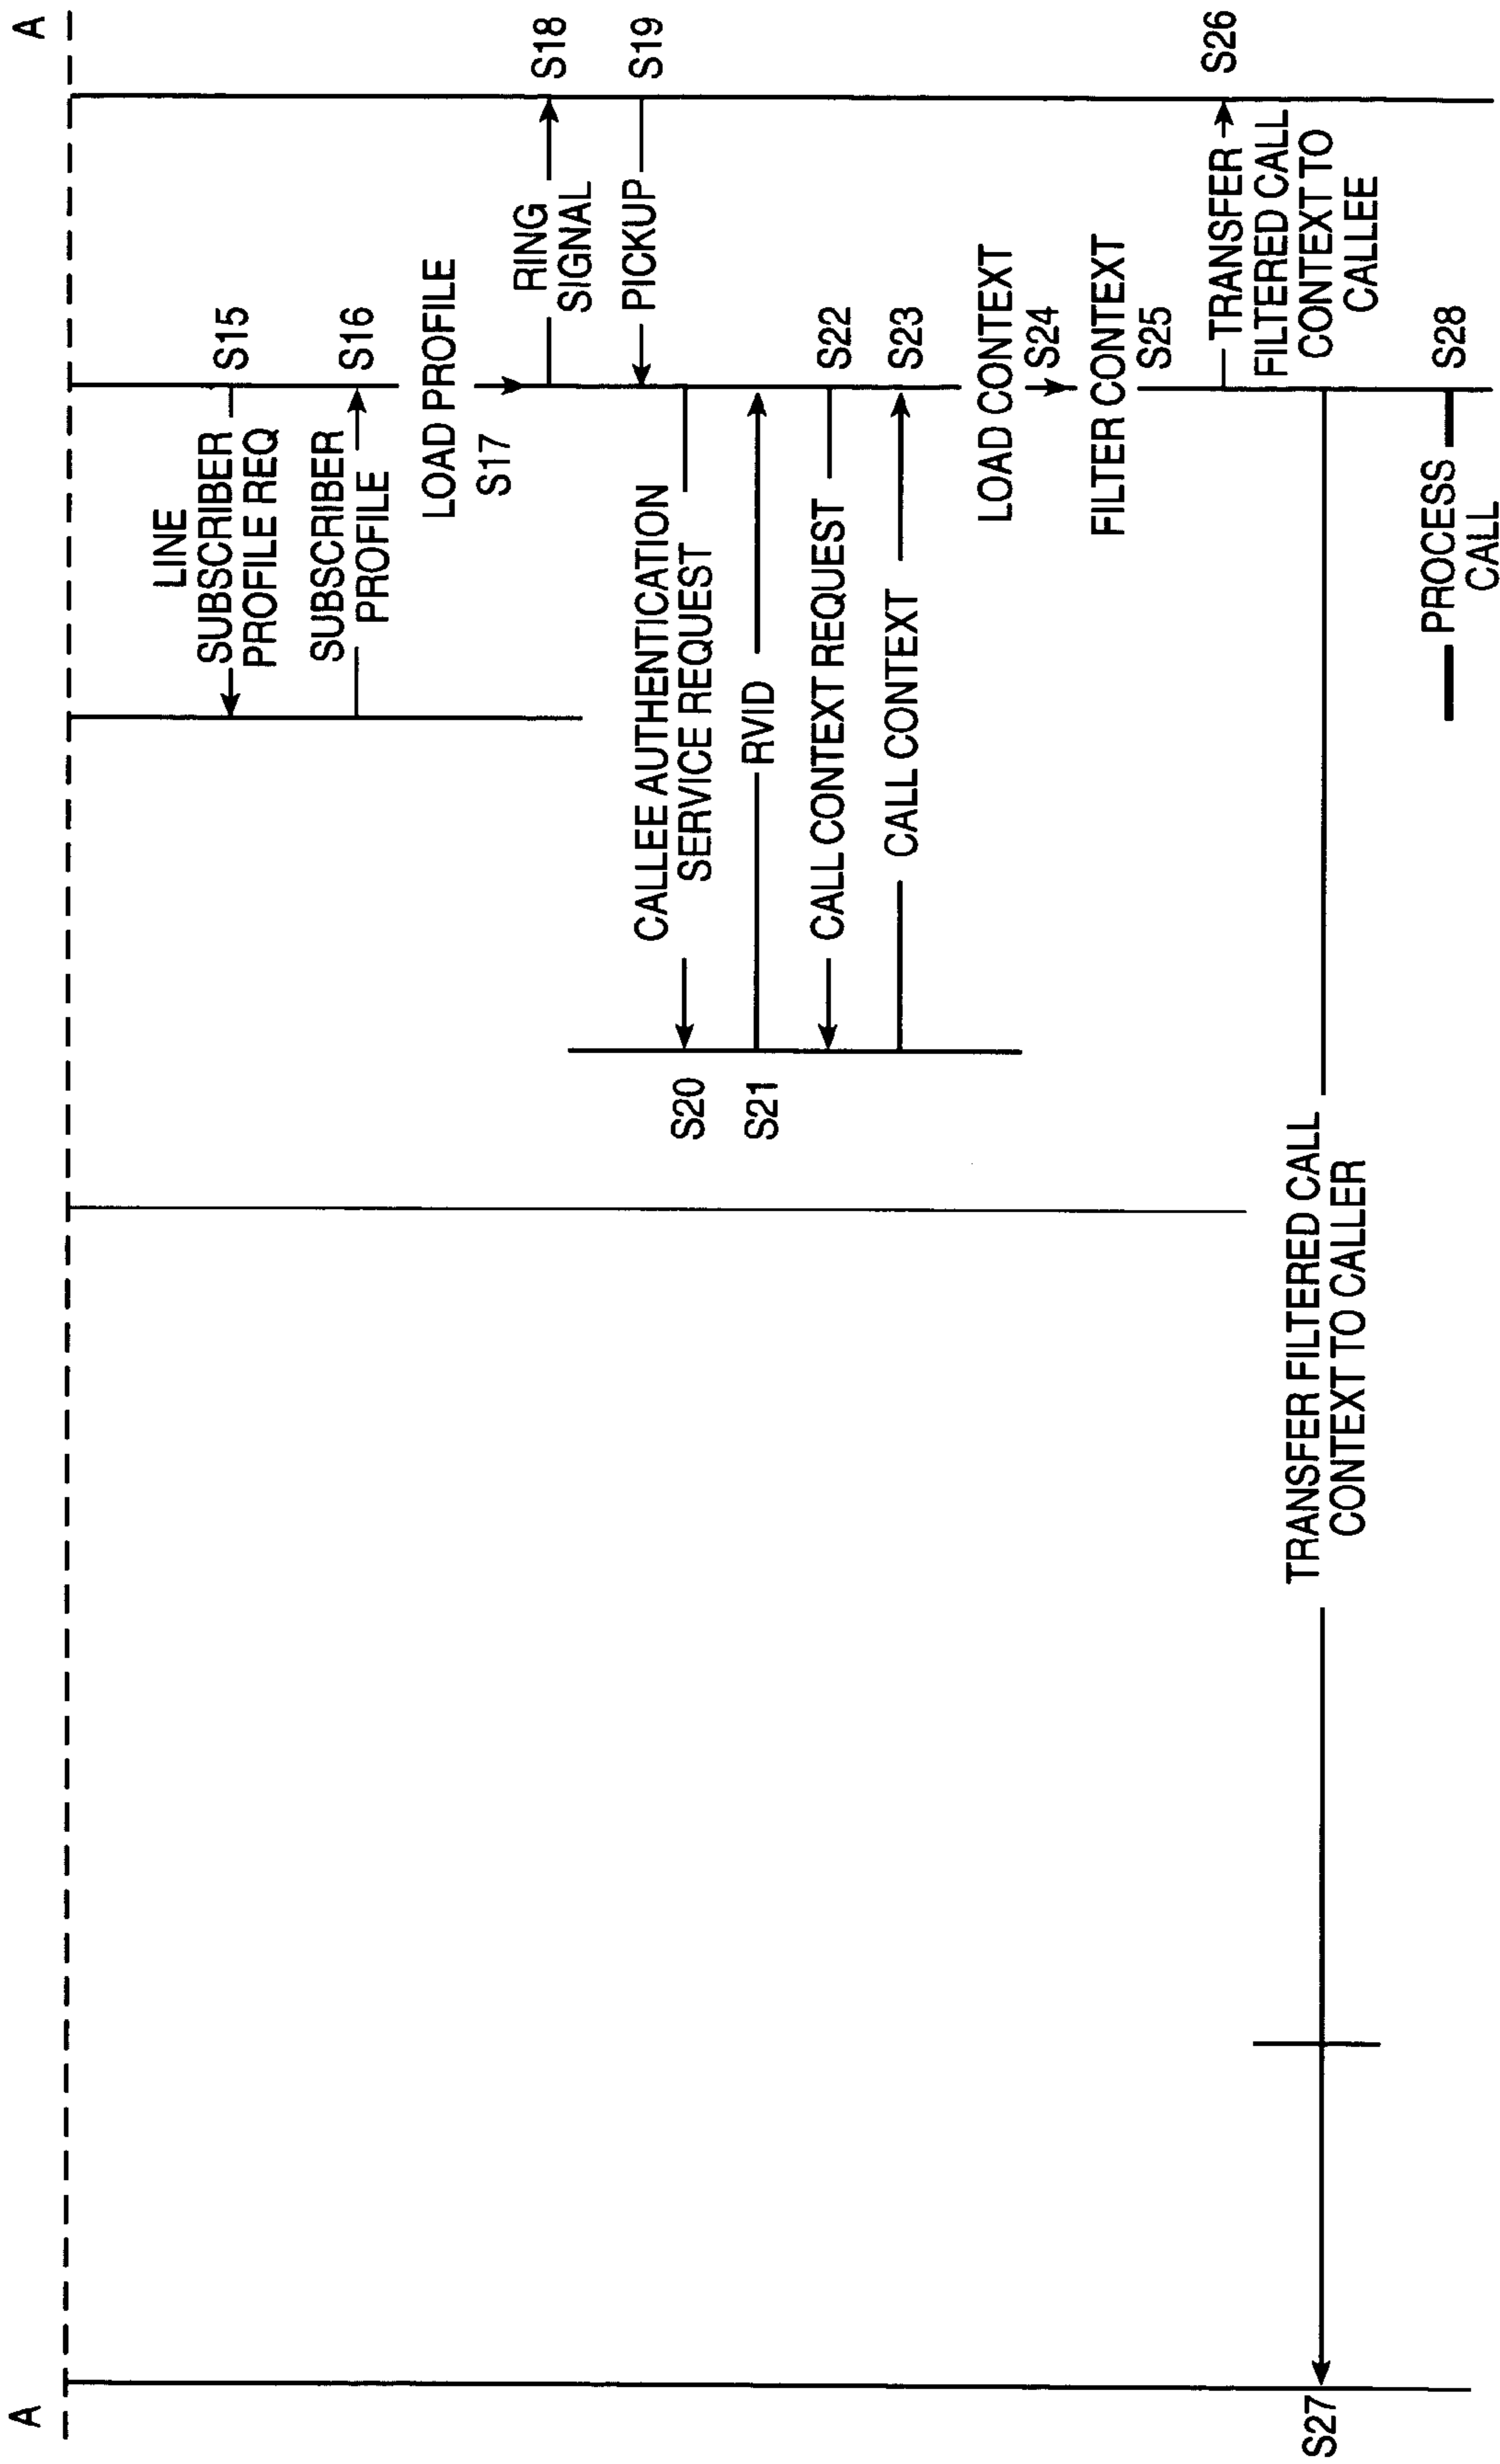 A
A
LINE
SUBSCRIBER
PROFILE REQ
S15
SUBSCRIBER
PROFILE
S16
LOAD PROFILE
S17
RING
SIGNAL
S18
PICKUP
S19
CALLEE AUTHENTICATION
SERVICE REQUEST
S20
RVID
S21
CALL CONTEXT REQUEST
S22
CALL CONTEXT
S23
LOAD CONTEXT
S24
FILTER CONTEXT
S25
TRANSFER
FILTERED CALL
CONTEXT TO
CALLEE
S26
TRANSFER FILTERED CALL
CONTEXT TO CALLER
S27
PROCESS
CALL
S28